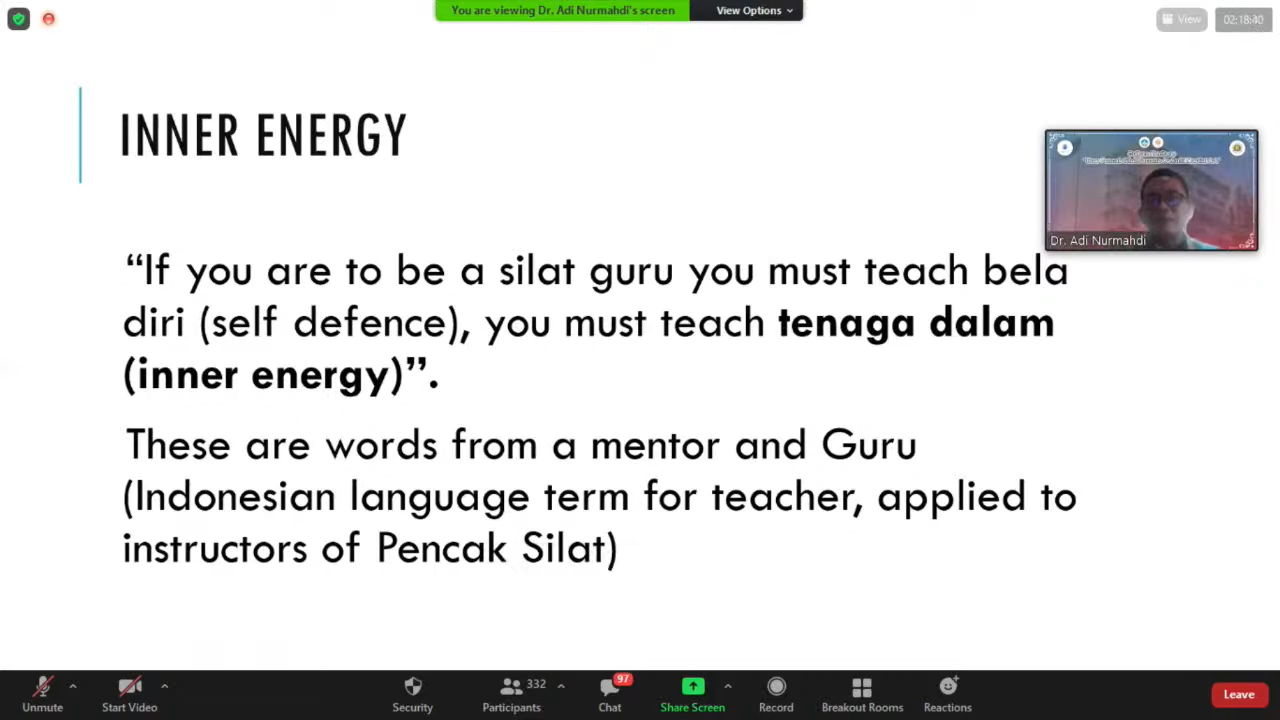 You are viewing Dr. Adi Nurmahdi's screen
View Options
View
02:18:40
INNER ENERGY
Dr. Adi Nurmahdi
“If you are to be a silat guru you must teach bela
diri (self defence), you must teach tenaga dalam
(inner energy)”.
These are words from a mentor and Guru
(Indonesian language term for teacher, applied to
instructors of Pencak Silat)
Unmute
Start Video
Security
332
Participants
97
Chat
Share Screen
Record
Breakout Rooms
Reactions
Leave